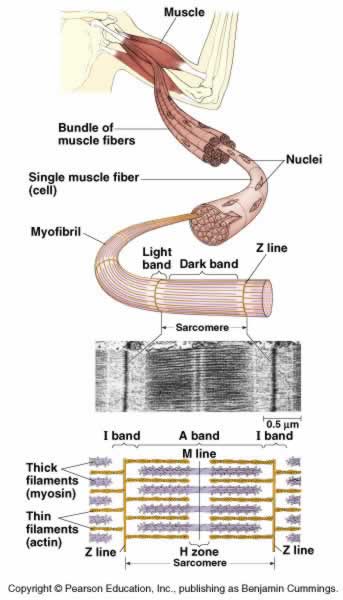 Muscle
Bundle of
muscle fibers
Nuclei
Single muscle fiber
(cell)
Myofibril
Z line
Light
band
Dark band
Sarcomere
0.5 μm
I band
A band
I band
M line
Thick
filaments
(myosin)
Thin
filaments
(actin)
Z line
H zone
Z line
Sarcomere
Copyright © Pearson Education, Inc., publishing as Benjamin Cummings.